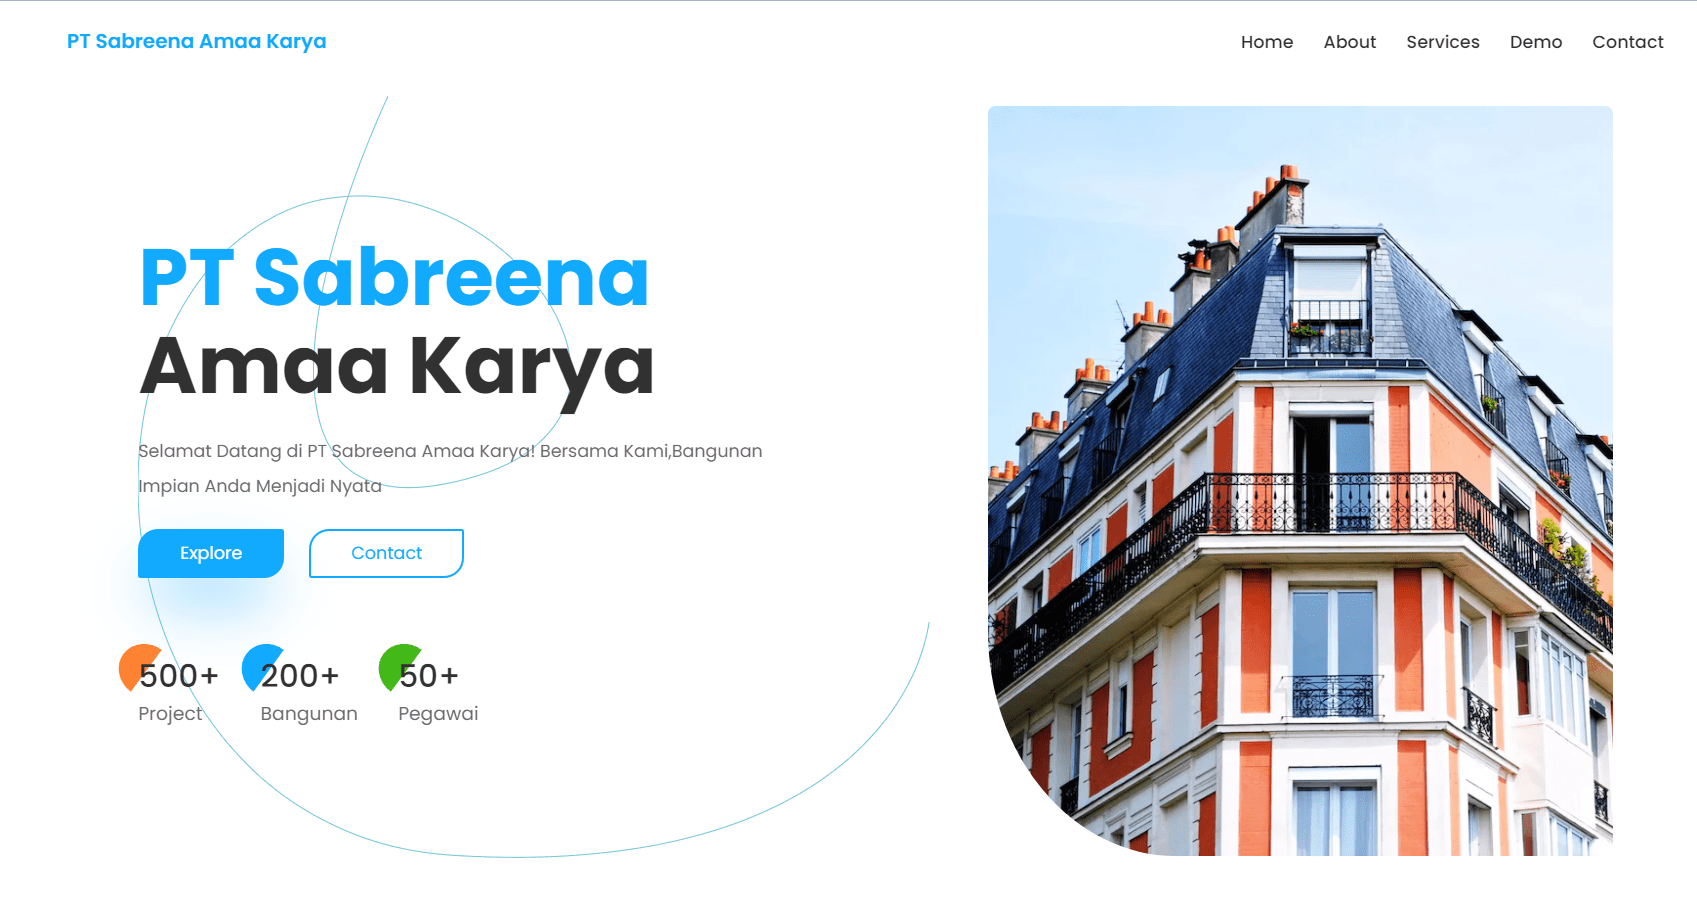 PT Sabreena Amaa Karya
Home About Services Demo Contact
PT Sabreena
Amaa Karya
Selamat Datang di PT Sabreena Amaa Karya! Bersama Kami,Bangunan
Impian Anda Menjadi Nyata
Explore Contact
500+ 200+ 50+
Project Bangunan Pegawai